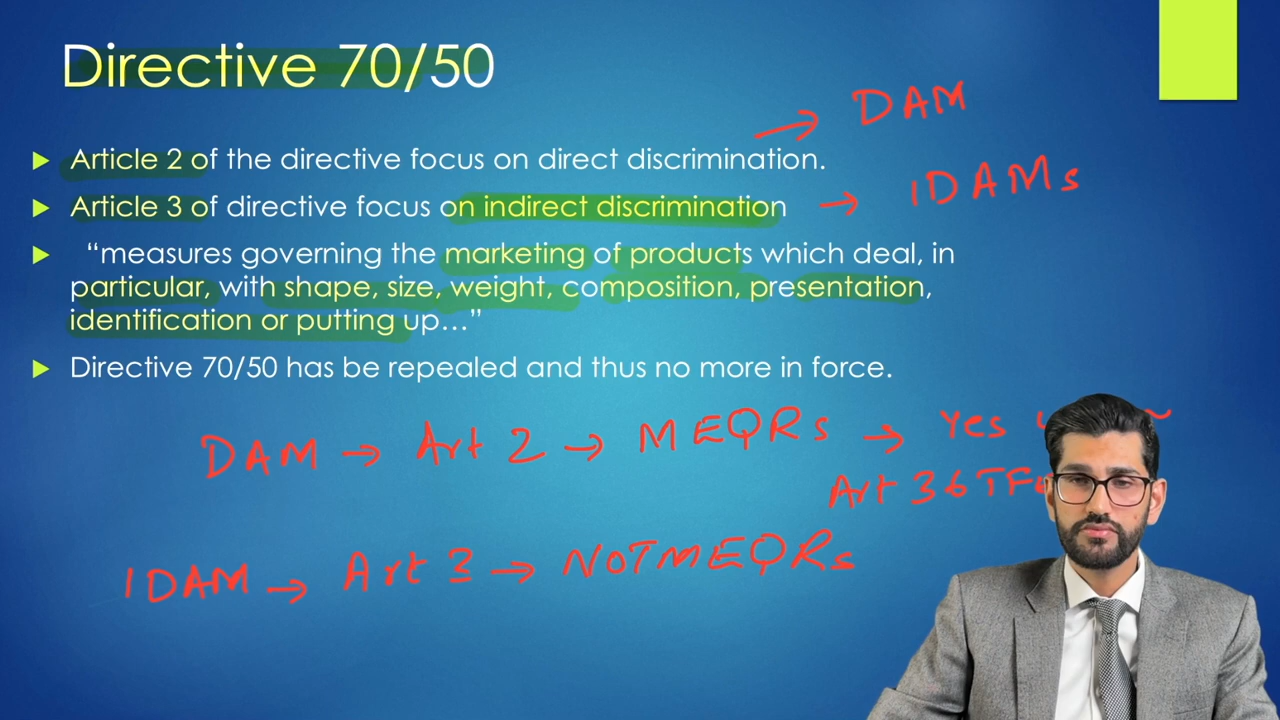 Directive 70/50
→ DAM
Article 2 of the directive focus on direct discrimination.
Article 3 of directive focus on indirect discrimination → IDAMs
“measures governing the marketing of products which deal, in
particular, with shape, size, weight, composition, presentation,
identification or putting up…”
Directive 70/50 has be repealed and thus no more in force.
DAM → Art 2 → MEQRs → Yes
Art 36
IDAM → Art 3 → NOT MEQRs